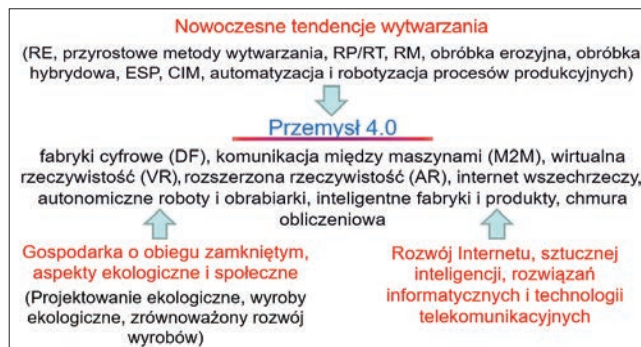 Nowoczesne tendencje wytwarzania
(RE, przyrostowe metody wytwarzania, RP/RT, RM, obróbka erozyjna, obróbka
hybrydowa, ESP, CIM, automatyzacja i robotyzacja procesów produkcyjnych)
Przemysł 4.0
fabryki cyfrowe (DF), komunikacja między maszynami (M2M), wirtualna
rzeczywistość (VR), rozszerzona rzeczywistość (AR), internet wszechrzeczy,
autonomiczne roboty i obrabiarki, inteligentne fabryki i produkty, chmura
obliczeniowa
Gospodarka o obiegu zamkniętym,
aspekty ekologiczne i społeczne
(Projektowanie ekologiczne, wyroby
ekologiczne, zrównoważony rozwój
wyrobów)
Rozwój Internetu, sztucznej
inteligencji, rozwiązań
informatycznych i technologii
telekomunikacyjnych